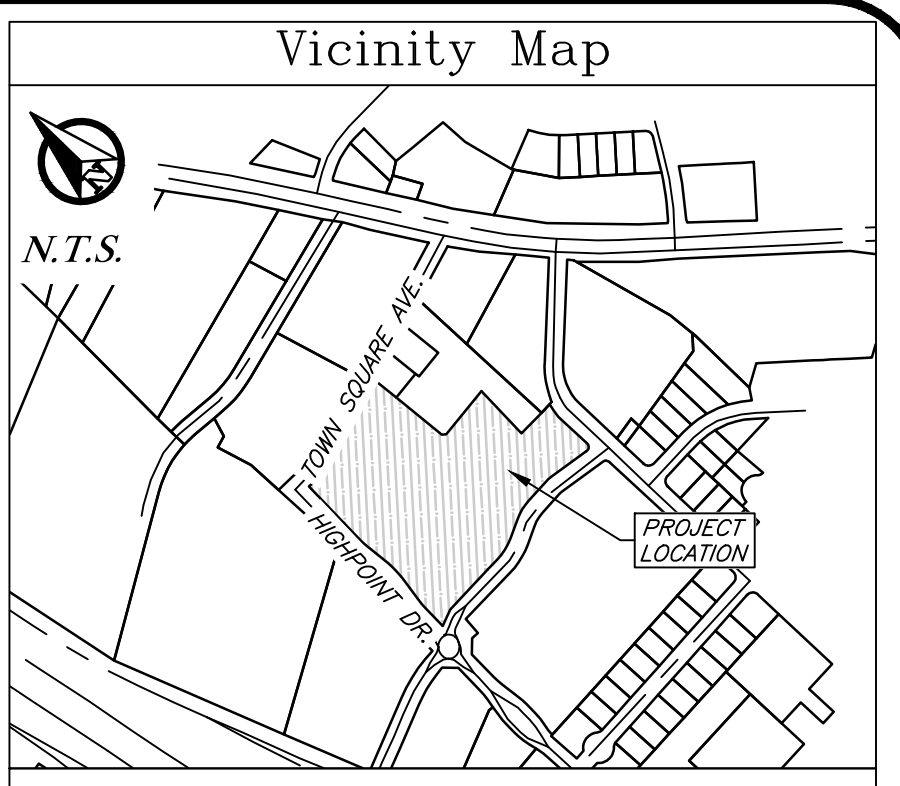 Vicinity Map
N
N.T.S.
TOWN SQUARE AVE.
HIGHPOINT DR.
PROJECT
LOCATION